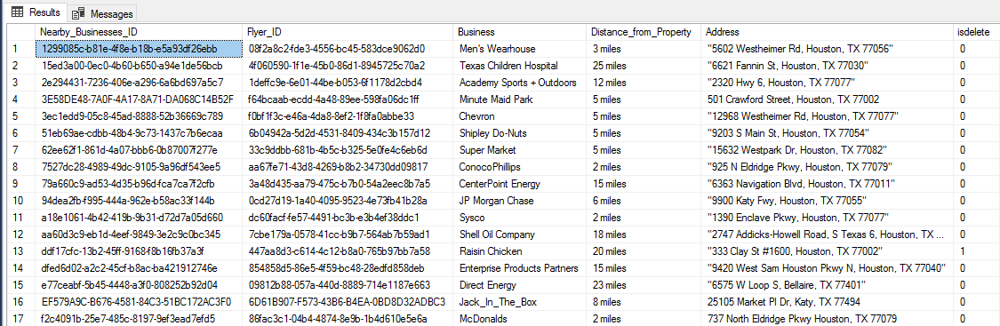 Results Messages
Nearby_Businesses_ID Flyer_ID Business Distance_from_Property Address isdelete
1 1299085c-b81e-4f8e-b18b-e5a93df26ebb 08f2a8c2-fde3-4556-bc45-583dce9062d0 Men's Wearhouse 3 miles "5602 Westheimer Rd, Houston, TX 77056" 0
2 15ed3a00-0ec0-4b60-b650-a94e1de56bcb 4f060590-1f1e-45b0-86d1-8945725c70a2 Texas Children Hospital 25 miles "6621 Fannin St, Houston, TX 77030" 0
3 2e294431-7236-406e-a296-6a6bd697a5c7 1deffc9e-6e01-44be-b053-6f1178d2cbd4 Academy Sports + Outdoors 12 miles "2320 Hwy 6, Houston, TX 77077" 0
4 3E58DE48-7A0F-4A17-8A71-DA068C14B52F f64bcaab-ecdd-4a48-89ee-598fa06dc1ff Minute Maid Park 5 miles 501 Crawford Street, Houston, TX 77002 0
5 3ec1edd9-05c8-45ad-8888-52b36669c789 f0bf1f3c-e46a-4da8-8ef2-1f8fa0abbe33 Chevron 5 miles "12968 Westheimer Rd, Houston, TX 77077" 0
6 51eb69ae-cdbb-48b4-9c73-1437c7b6ecaa 6b04942a-5d2d-4531-8409-434c3b157d12 Shipley Do-Nuts 5 miles "9203 S Main St, Houston, TX 77054" 0
7 62ee62f1-861d-4a07-bbb6-0b87007f277e 33c9ddbb-681b-4b5c-b325-5e0fe4c6eb6d Super Market 5 miles "15632 Westpark Dr, Houston, TX 77082" 0
8 7527dc28-4989-49dc-9105-9a96df543ee5 aa67fe71-43d8-4269-b8b2-34730dd09817 ConocoPhillips 2 miles "925 N Eldridge Pkwy, Houston, TX 77079" 0
9 79a660c9-ad53-4d35-b96d-fca7ca7f2cfb 3a48d435-aa79-475c-b7b0-54a2eec8b7a5 CenterPoint Energy 15 miles "6363 Navigation Blvd, Houston, TX 77011" 0
10 94dea2fb-f995-444a-962e-b58ac33f144b 0cd27d19-1a40-4095-9523-4e73fb41b28a JP Morgan Chase 6 miles "9900 Katy Fwy, Houston, TX 77055" 0
11 a18e1061-4b42-419b-9b31-d72d7a05d660 dc60facf-fe57-4491-bc3b-e3b4ef38ddc1 Sysco 2 miles "1390 Enclave Pkwy, Houston, TX 77077" 0
12 aa60d3c9-eb1d-4eef-9849-3e2c9c0bc345 7cbe179a-0578-41cc-b9b7-564ab7b59ad1 Shell Oil Company 18 miles "2747 Addicks-Howell Road, S Texas 6, Houston, TX ... 0
13 ddf17cfc-13b2-45ff-9168-f8b16fb37a3f 447aa8d3-c614-4c12-b8a0-765b97bb7a58 Raisin Chicken 20 miles "333 Clay St #1600, Houston, TX 77002" 1
14 dfed6d02-a2c2-45cf-b8ac-ba421912746e 854858d5-86e5-4f59-bc48-28edfd858deb Enterprise Products Partners 15 miles "9420 West Sam Houston Pkwy N, Houston, TX 77040" 0
15 e77ceabf-5b45-4448-a3f0-808252b92d04 09812b88-057a-440d-8889-714e1187e663 Direct Energy 23 miles "6575 W Loop S, Bellaire, TX 77401" 0
16 EF579A9C-B676-4581-84C3-51BC172AC3F0 6D61B907-F573-43B6-B4EA-0BD8D32ADBC3 Jack_In_The_Box 8 miles 25105 Market Pl Dr, Katy, TX 77494 0
17 f2c4091b-25e7-485c-8197-9ef3ead7efd5 86fac3c1-04b4-4874-8e9b-1b4d610e5e6a McDonalds 2 miles 737 North Eldridge Pkwy Houston, TX 77079 0